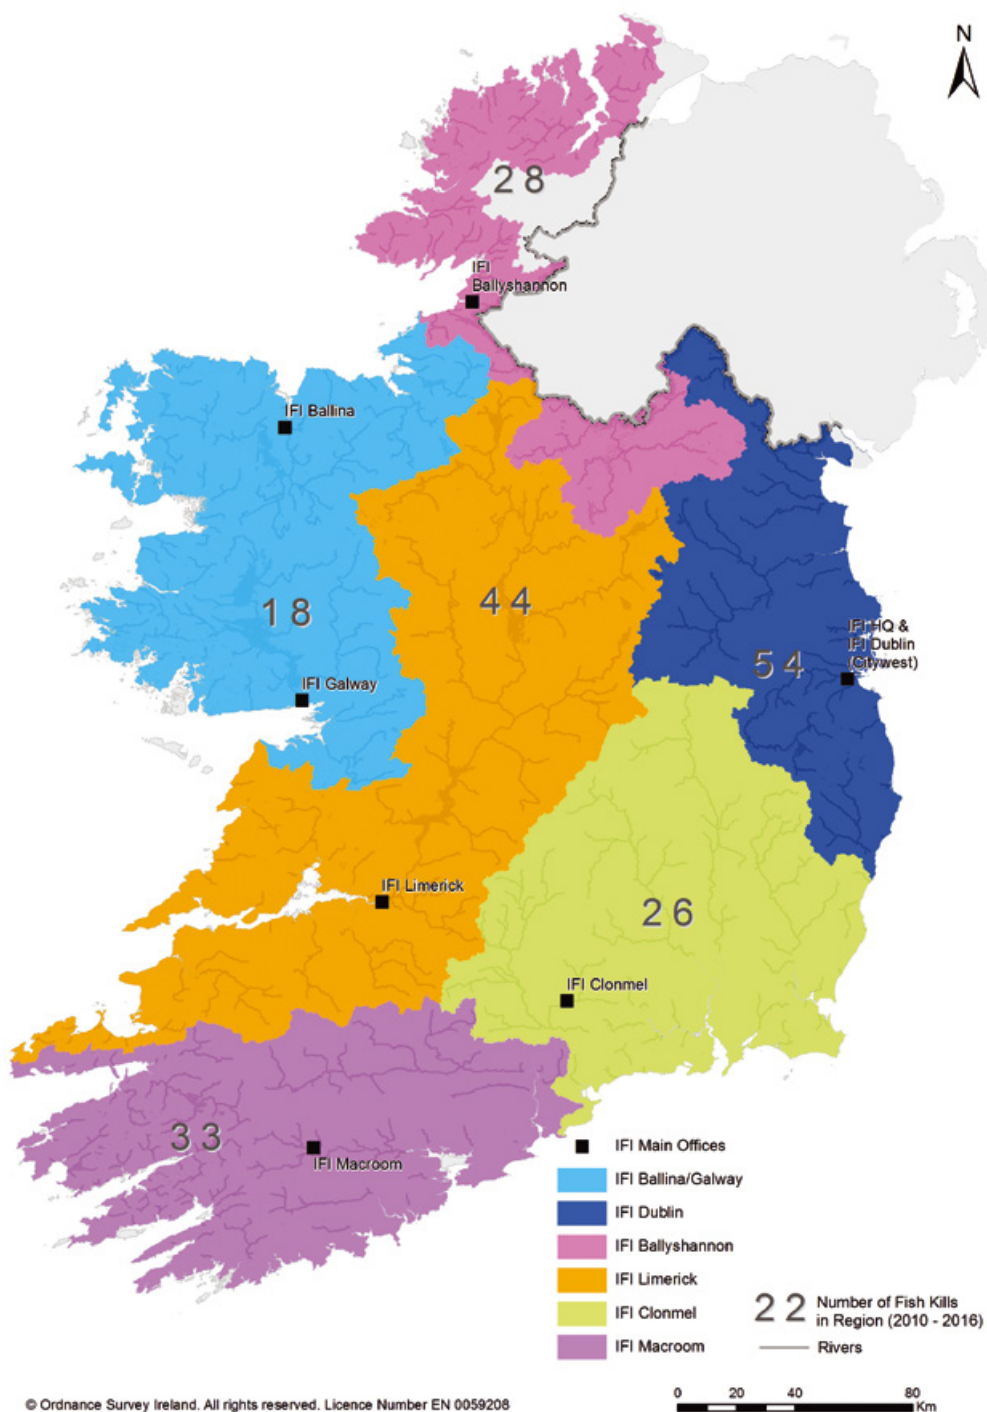 N
28
IFI
Ballyshannon
IFI Ballina
18
44
IFI HQ &
IFI Dublin
(Citywest)
54
IFI Galway
IFI Limerick
26
IFI Clonmel
33
IFI Macroom
IFI Main Offices
IFI Ballina/Galway
IFI Dublin
IFI Ballyshannon
IFI Limerick
IFI Clonmel
IFI Macroom
22 Number of Fish Kills
in Region (2010 - 2016)
Rivers
© Ordnance Survey Ireland. All rights reserved. Licence Number EN 0059208
0 20 40 80
Km